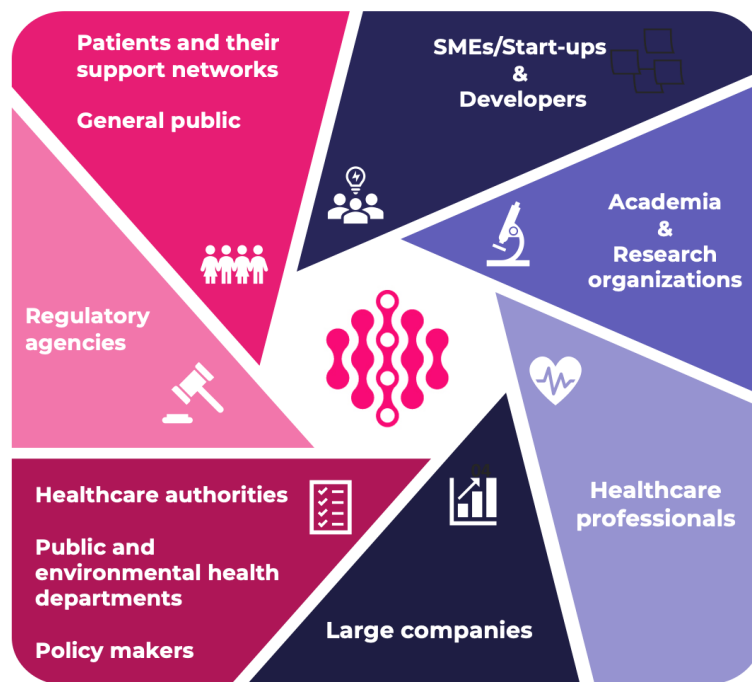 Patients and their
support networks
General public
SMEs/Start-ups
&
Developers
Academia
&
Research
organizations
Regulatory
agencies
Healthcare
professionals
Healthcare authorities
Public and
environmental health
departments
Policy makers
Large companies